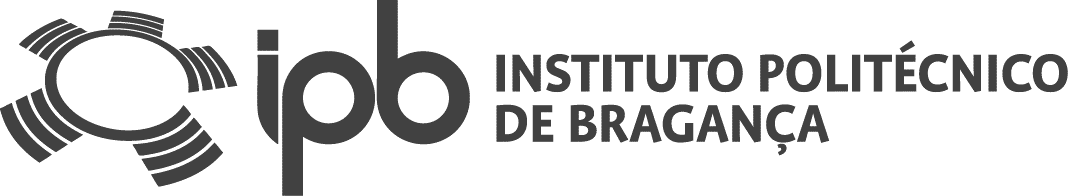 ipb
INSTITUTO POLITÉCNICO
DE BRAGANÇA